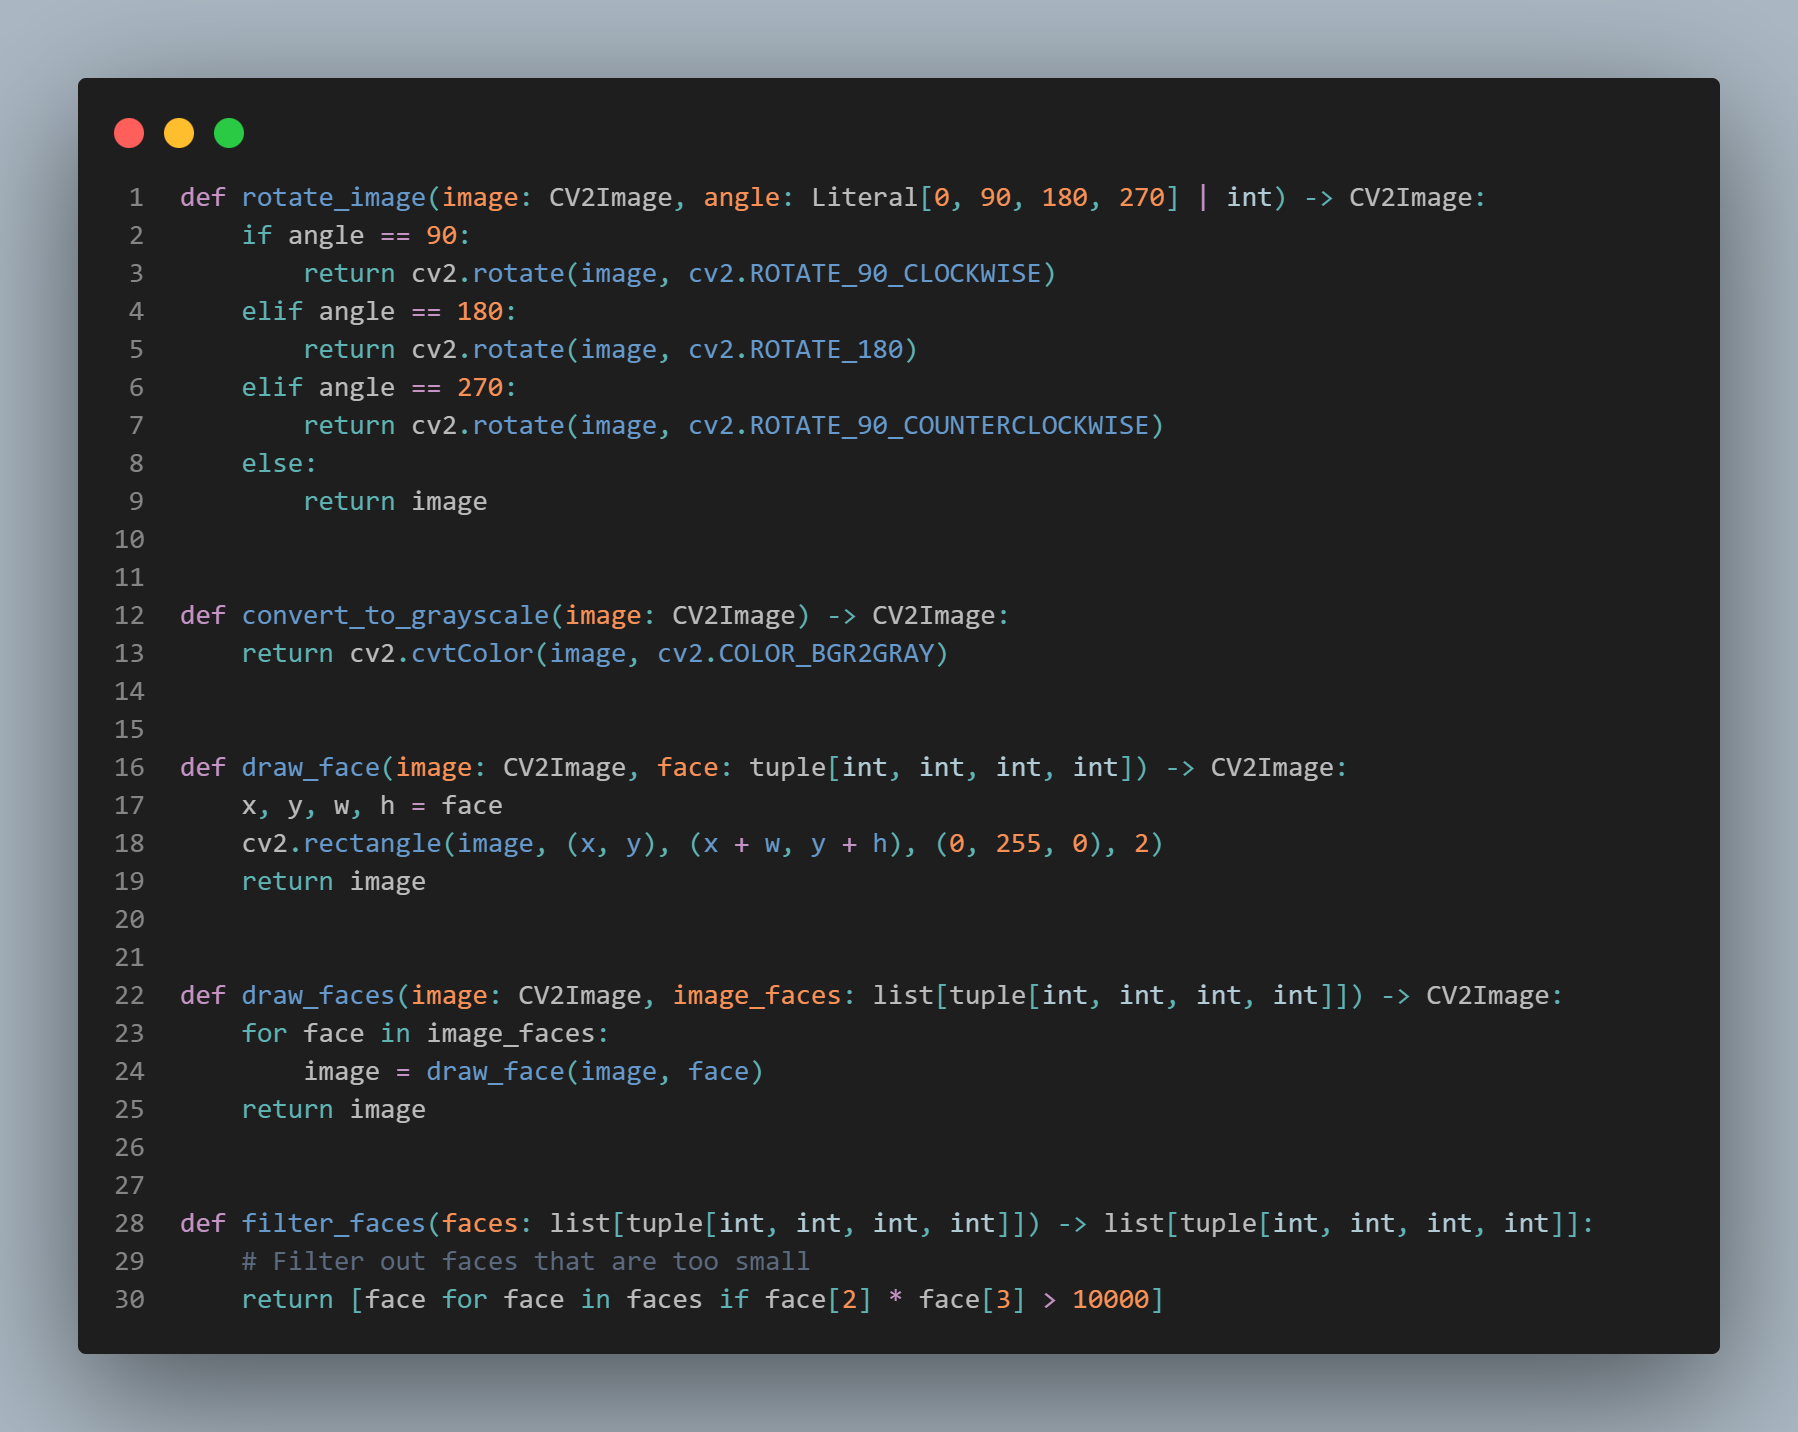 1 def rotate_image(image: CV2Image, angle: Literal[0, 90, 180, 270] | int) -> CV2Image:
2     if angle == 90:
3         return cv2.rotate(image, cv2.ROTATE_90_CLOCKWISE)
4     elif angle == 180:
5         return cv2.rotate(image, cv2.ROTATE_180)
6     elif angle == 270:
7         return cv2.rotate(image, cv2.ROTATE_90_COUNTERCLOCKWISE)
8     else:
9         return image
10
11
12 def convert_to_grayscale(image: CV2Image) -> CV2Image:
13     return cv2.cvtColor(image, cv2.COLOR_BGR2GRAY)
14
15
16 def draw_face(image: CV2Image, face: tuple[int, int, int, int]) -> CV2Image:
17     x, y, w, h = face
18     cv2.rectangle(image, (x, y), (x + w, y + h), (0, 255, 0), 2)
19     return image
20
21
22 def draw_faces(image: CV2Image, image_faces: list[tuple[int, int, int, int]]) -> CV2Image:
23     for face in image_faces:
24         image = draw_face(image, face)
25     return image
26
27
28 def filter_faces(faces: list[tuple[int, int, int, int]]) -> list[tuple[int, int, int, int]]:
29     # Filter out faces that are too small
30     return [face for face in faces if face[2] * face[3] > 10000]